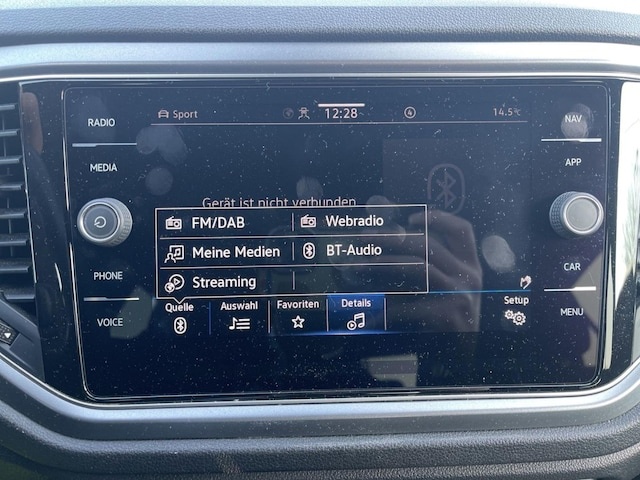 RADIO
MEDIA
PHONE
VOICE
Sport 12:28 4 14.5°C
Gerät ist nicht verbunden
FM/DAB Webradio
Meine Medien BT-Audio
Streaming
Quelle Auswahl Favoriten Details Setup
NAV
APP
CAR
MENU